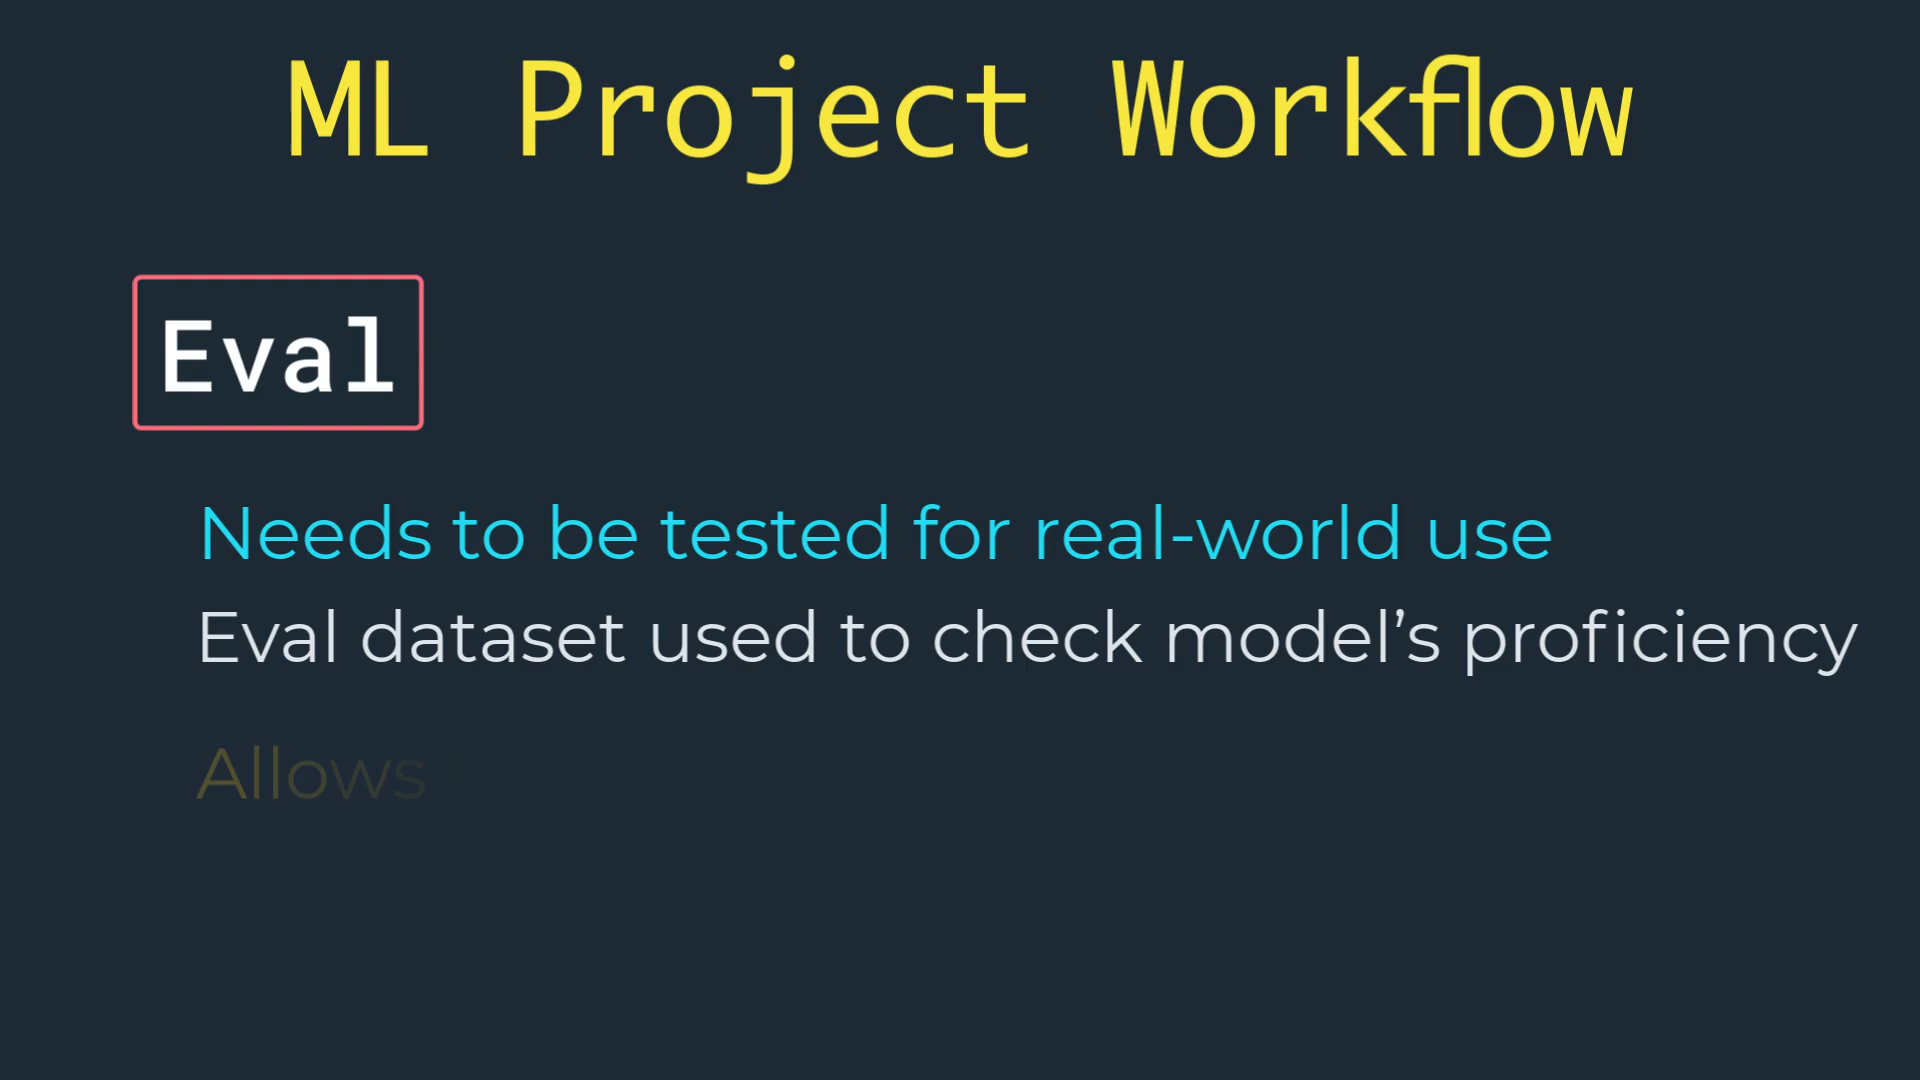 ML Project Workflow
Eval
Needs to be tested for real-world use
Eval dataset used to check model’s proficiency
Allows